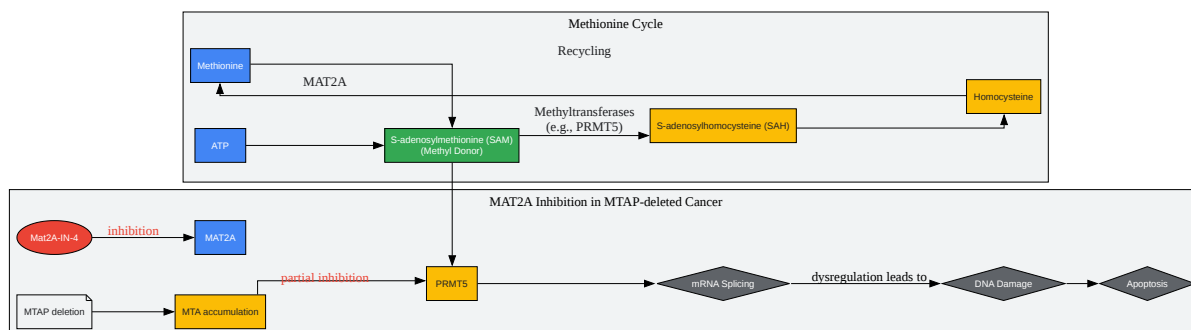 Methionine Cycle
Recycling
Methionine
MAT2A
Homocysteine
Methyltransferases
(e.g., PRMT5)
S-adenosylhomocysteine (SAH)
ATP
S-adenosylmethionine (SAM)
(Methyl Donor)
MAT2A Inhibition in MTAP-deleted Cancer
Mat2A-IN-4
inhibition
MAT2A
partial inhibition
PRMT5
mRNA Splicing
dysregulation leads to
DNA Damage
Apoptosis
MTAP deletion
MTA accumulation